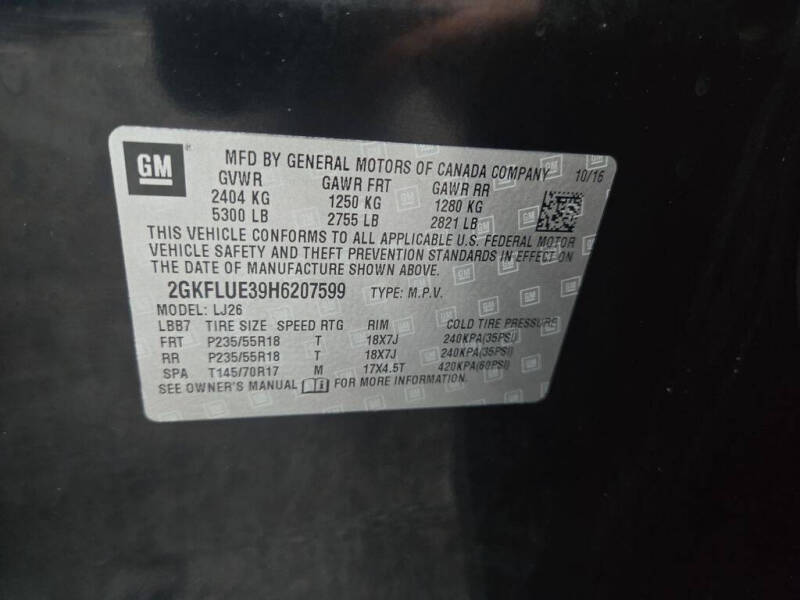 GM
MFD BY GENERAL MOTORS OF CANADA COMPANY 10/16
GVWR GAWR FRT GAWR RR
2404 KG 1250 KG 1280 KG
5300 LB 2755 LB 2821 LB
THIS VEHICLE CONFORMS TO ALL APPLICABLE U.S. FEDERAL MOTOR
VEHICLE SAFETY AND THEFT PREVENTION STANDARDS IN EFFECT ON
THE DATE OF MANUFACTURE SHOWN ABOVE.
2GKFLUE39H6207599 TYPE: M.P.V.
MODEL: LJ26
LBB7 TIRE SIZE SPEED RTG RIM COLD TIRE PRESSURE
FRT P235/55R18 T 18X7J 240KPA(35PSI)
RR P235/55R18 T 18X7J 240KPA(35PSI)
SPA T145/70R17 M 17X4.5T 420KPA(60PSI)
SEE OWNER'S MANUAL FOR MORE INFORMATION.